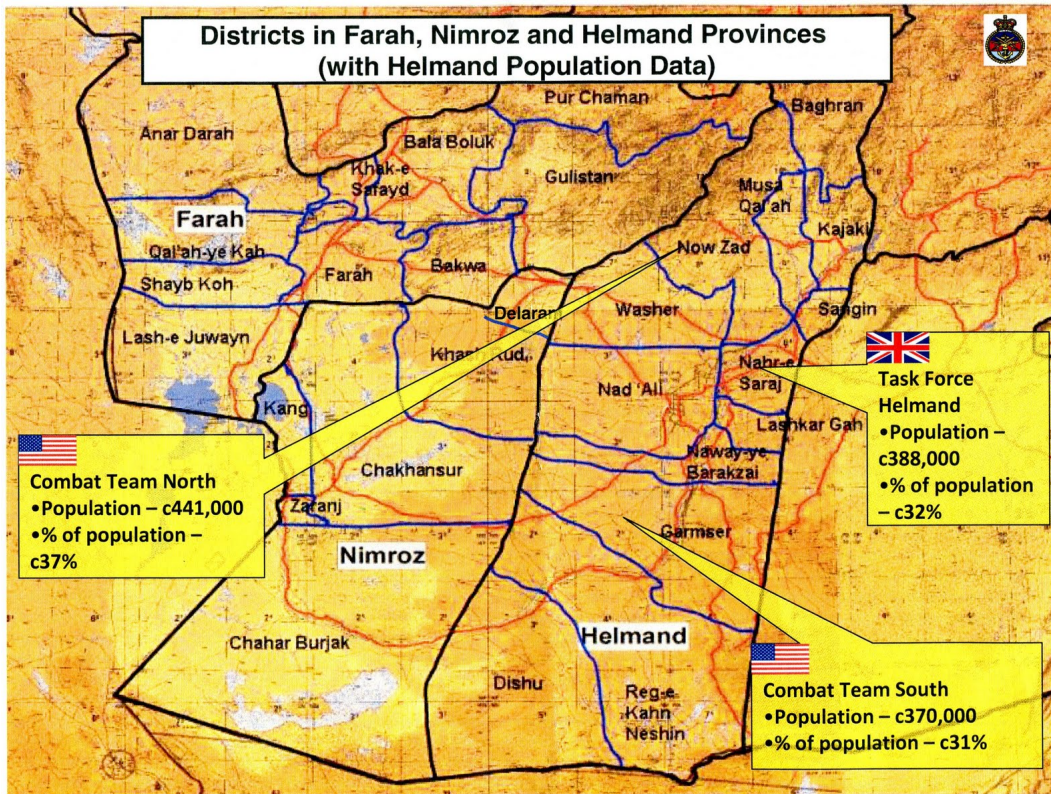 Districts in Farah, Nimroz and Helmand Provinces
(with Helmand Population Data)
Pur Chaman
Baghran
Anar Darah
Bala Boluk
Khak-e
Safayd
Gulistan
Musa
Qal'ah
Farah
Kajaki
Qal'ah-ye Kah
Now Zad
Farah
Bakwa
Shayb Koh
Sangin
Delaram
Washer
Lash-e Juwayn
Khash Rud
Nahr-e
Saraj
Nad 'Ali
Kang
Lashkar Gah
Chakhansur
Naway-ye
Barakzai
Zaranj
Garmser
Nimroz
Chahar Burjak
Helmand
Dishu
Reg-e
Kahn
Neshin
Task Force
Helmand
•Population –
c388,000
•% of population
– c32%
Combat Team North
•Population – c441,000
•% of population –
c37%
Combat Team South
•Population – c370,000
•% of population – c31%